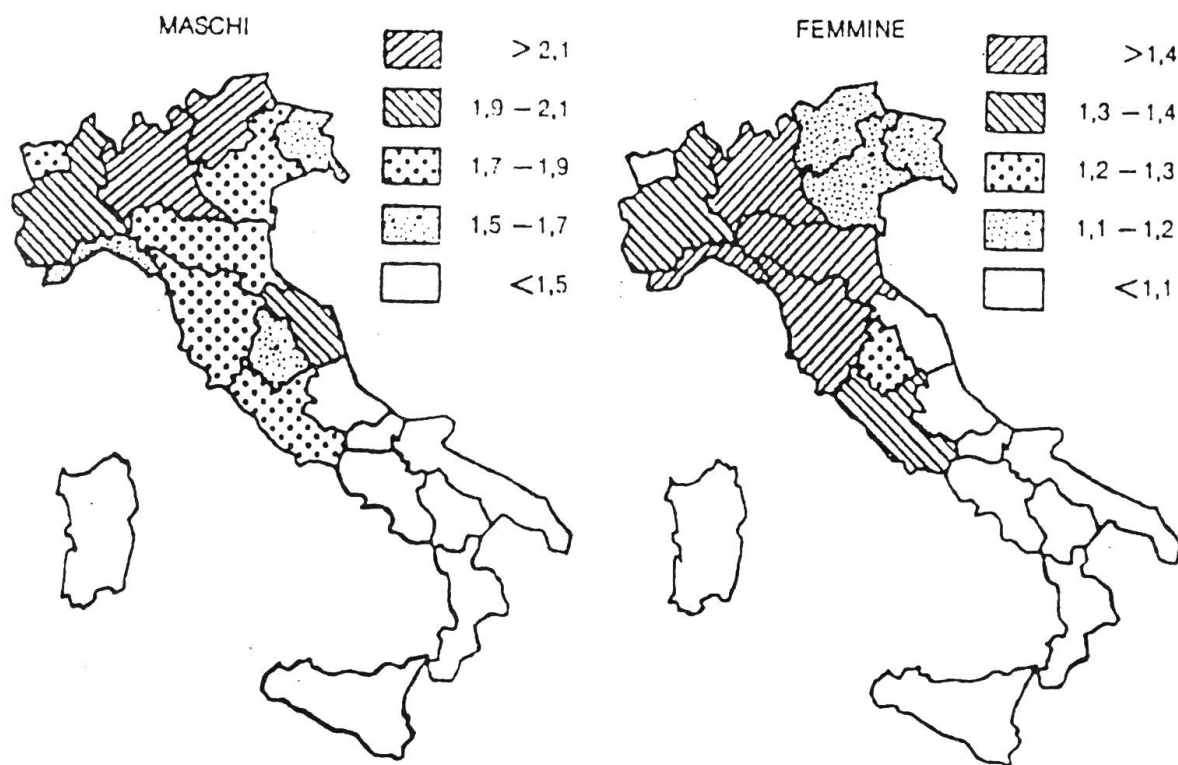 MASCHI
> 2,1
1,9 – 2,1
1,7 – 1,9
1,5 – 1,7
< 1,5
FEMMINE
> 1,4
1,3 – 1,4
1,2 – 1,3
1,1 – 1,2
< 1,1